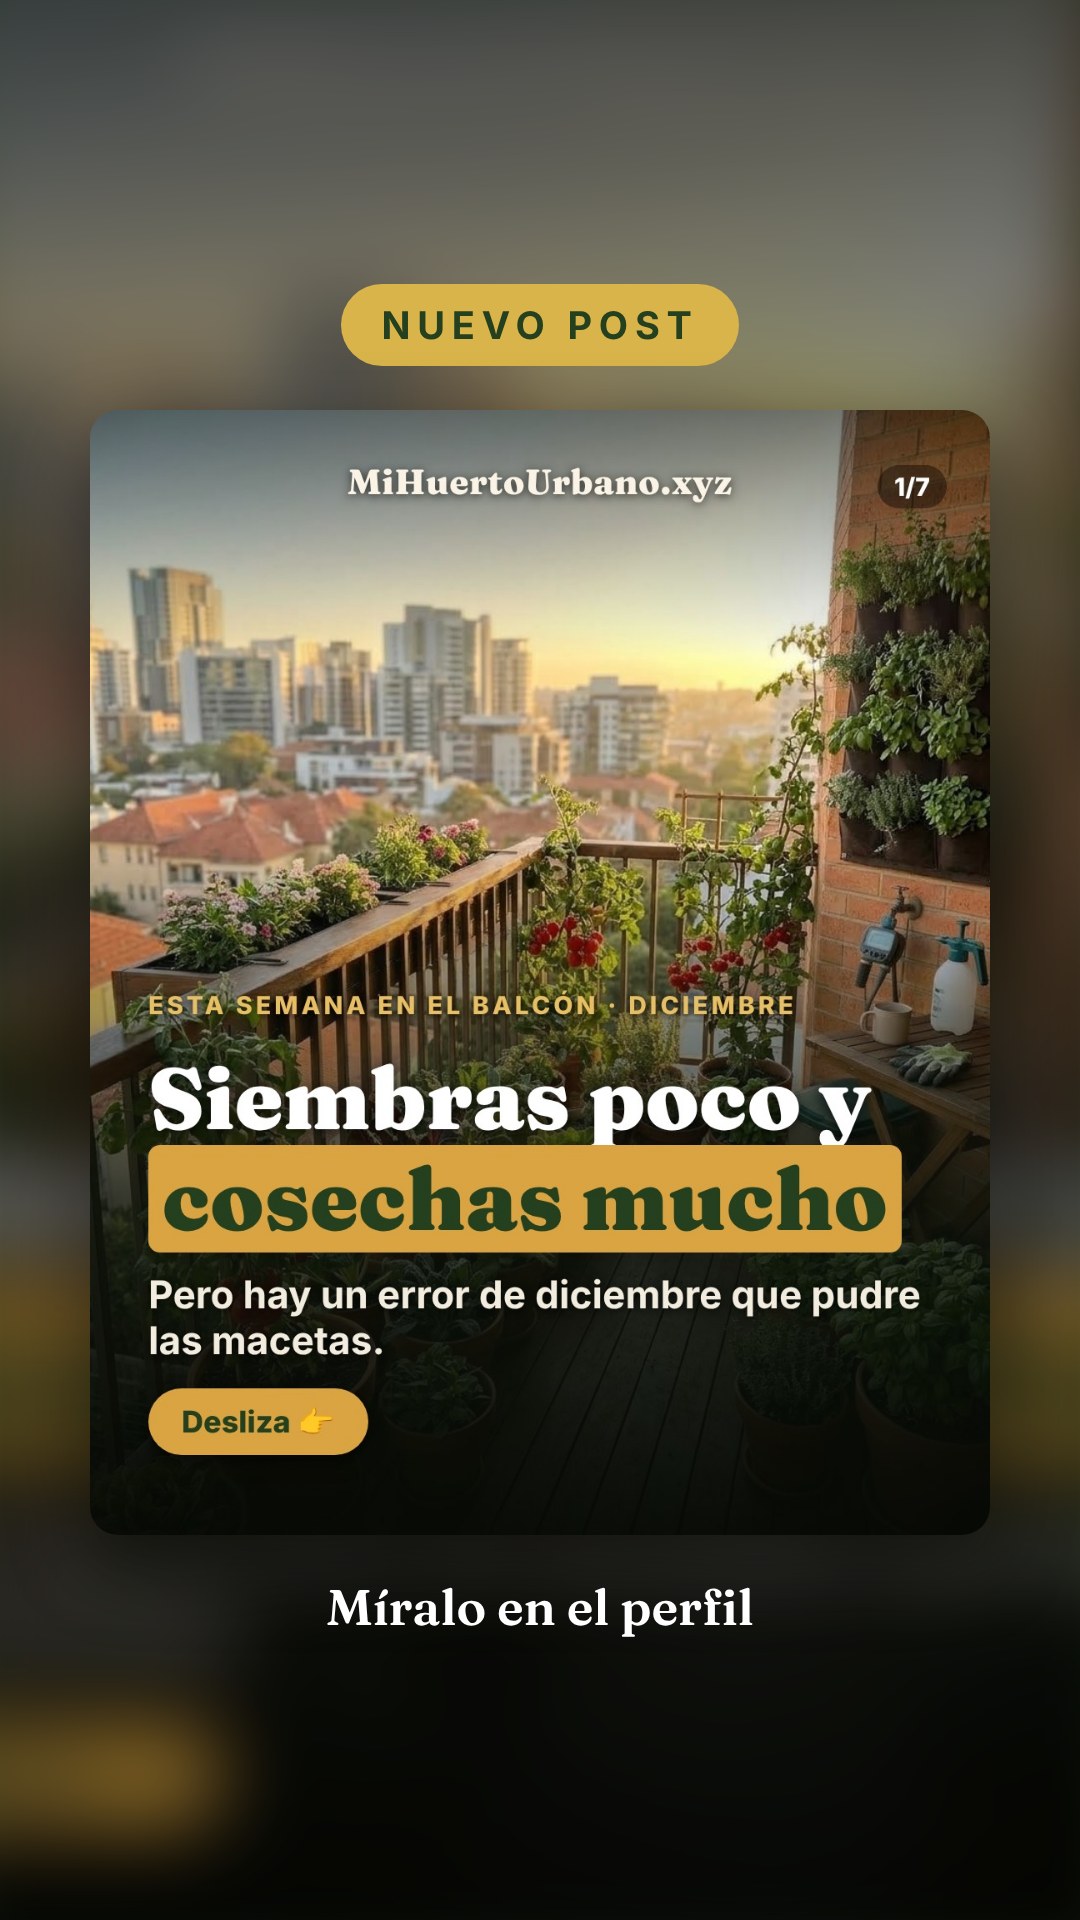 NUEVO POST
MiHuertoUrbano.xyz
1/7
ESTA SEMANA EN EL BALCÓN · DICIEMBRE
Siembras poco y
cosechas mucho
Pero hay un error de diciembre que pudre
las macetas.
Desliza 👉
Míralo en el perfil